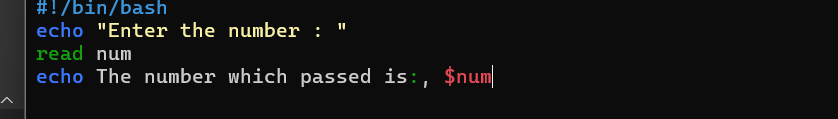 #!/bin/bash
echo "Enter the number : "
read num
echo The number which passed is:, $num